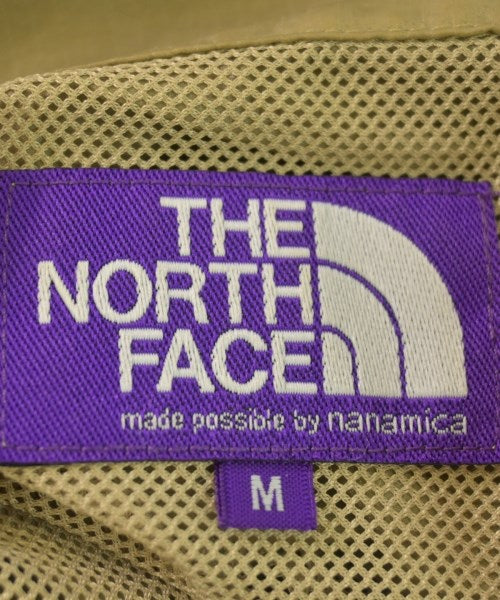 THE
NORTH
FACE
made possible by nanamica
M